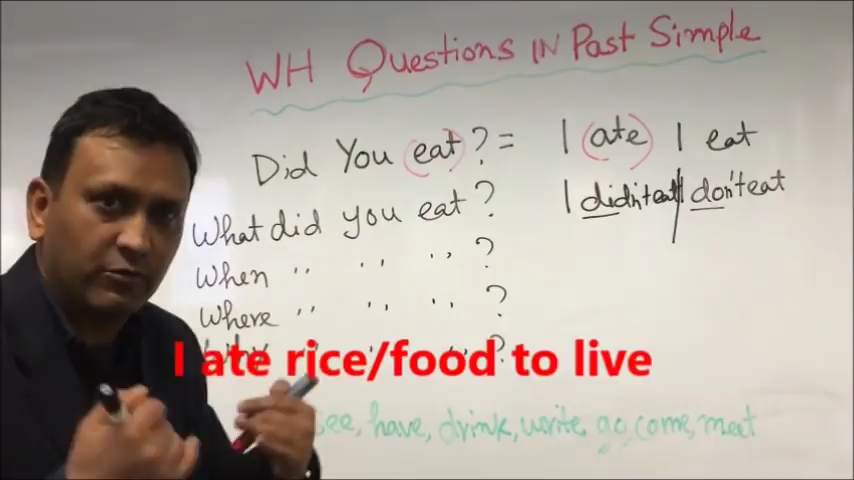 WH Questions IN Past Simple
Did You eat? = I ate I eat
What did you eat? I didn't eat I don't eat
When " " " ?
Where " " " ?
I ate rice/food to live
see, have, drink, write, go, come, meet